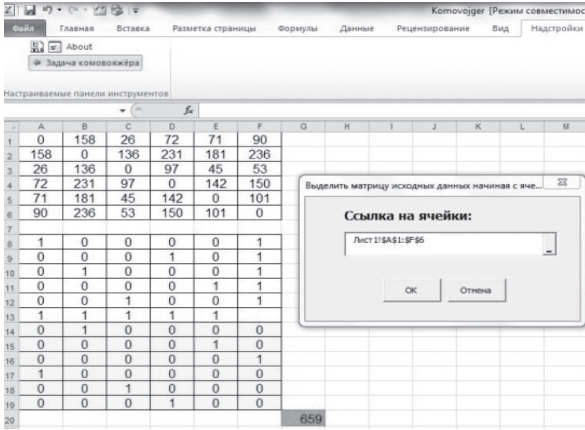 Komovojger [Режим совместимос
Файл Главная Вставка Разметка страницы Формулы Данные Рецензирование Вид Надстройки
About
Задача комовояжёра
Настраиваемые панели инструментов
fx
A B C D E F G H I J K L M
1 0 158 26 72 71 90
2 158 0 136 231 181 236
3 26 136 0 97 45 53
4 72 231 97 0 142 150
5 71 181 45 142 0 101
6 90 236 53 150 101 0
7
8 1 0 0 0 0 1
9 0 0 0 1 0 1
10 0 1 0 0 0 1
11 0 0 0 0 1 1
12 0 0 1 0 0 1
13 1 1 1 1 1
14 0 1 0 0 0 0
15 0 0 0 0 1 0
16 0 0 0 0 0 1
17 1 0 0 0 0 0
18 0 0 1 0 0 0
19 0 0 0 1 0 0
20 659
Выделить матрицу исходных данных начиная с яче...
Ссылка на ячейки:
Лист1!$A$1:$F$6
ОК Отмена